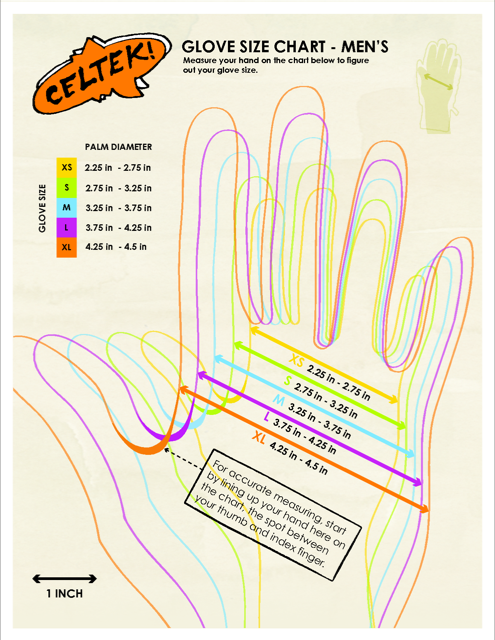 CELTEK!
GLOVE SIZE CHART - MEN'S
Measure your hand on the chart below to figure
out your glove size.
PALM DIAMETER
GLOVE SIZE
XS 2.25 in - 2.75 in
S 2.75 in - 3.25 in
M 3.25 in - 3.75 in
L 3.75 in - 4.25 in
XL 4.25 in - 4.5 in
XS 2.25 in - 2.75 in
S 2.75 in - 3.25 in
M 3.25 in - 3.75 in
L 3.75 in - 4.25 in
XL 4.25 in - 4.5 in
For accurate measuring, start
by lining up your hand here on
the chart, the spot between
your thumb and index finger.
1 INCH